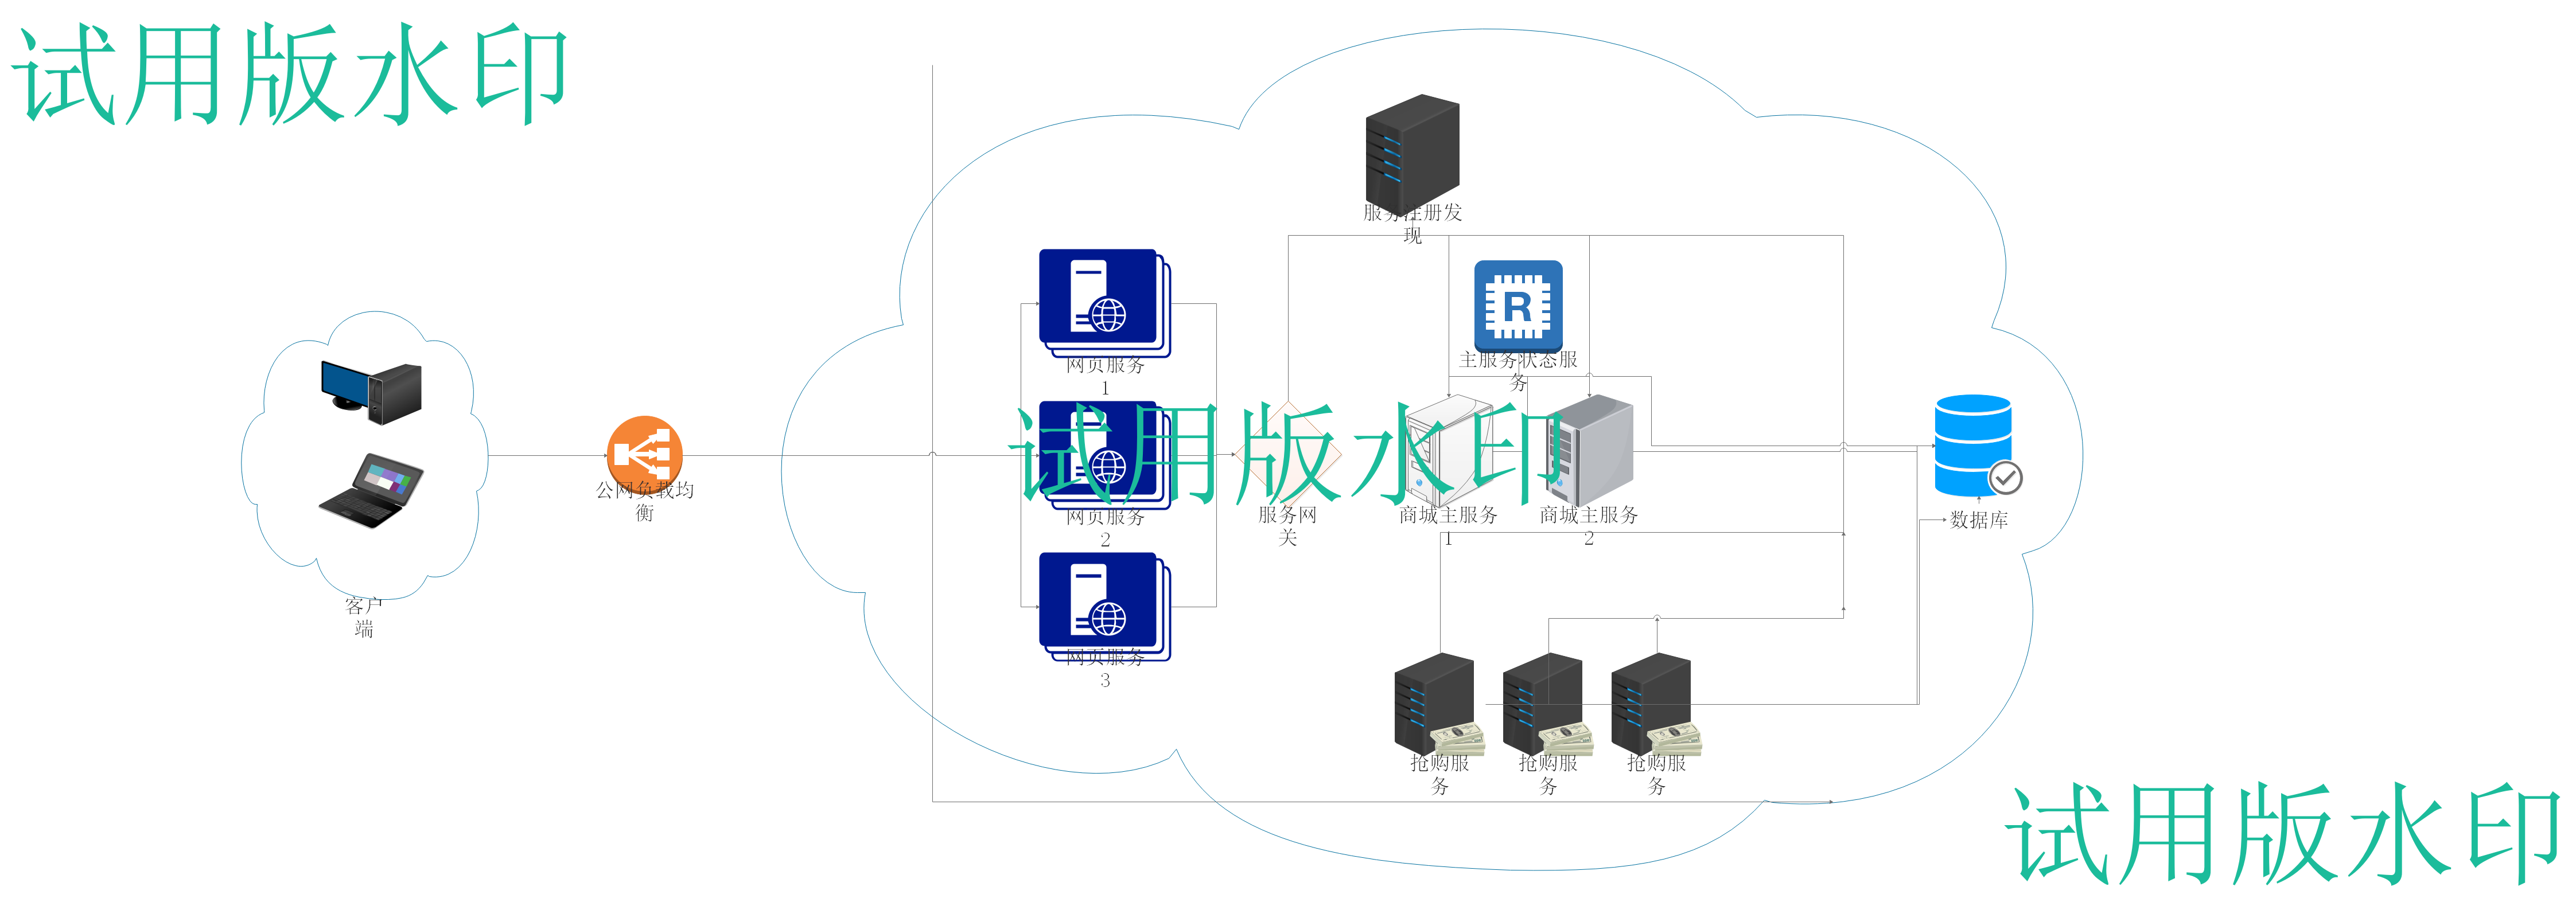 试用版水印
服务注册发
现
R
主服务状态服
务
网页服务
1
试用版水印
公网负载均
衡
网页服务
2
服务网
关
商城主服务
1
商城主服务
2
数据库
客户
端
网页服务
3
抢购服
务
抢购服
务
抢购服
务
试用版水印